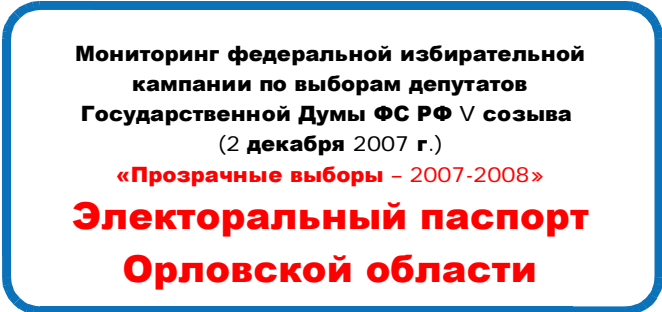 Мониторинг федеральной избирательной
кампании по выборам депутатов
Государственной Думы ФС РФ V созыва
(2 декабря 2007 г.)
«Прозрачные выборы – 2007-2008»
Электоральный паспорт
Орловской области